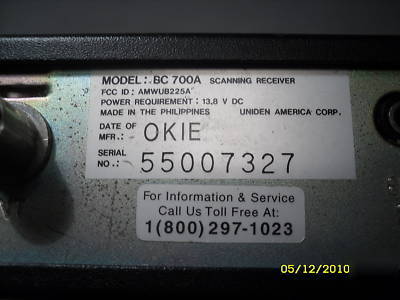 MODEL: BC 700A SCANNING RECEIVER
FCC ID: AMWUB225A
POWER REQUIREMENT: 13.8 V DC
MADE IN THE PHILIPPINES UNIDEN AMERICA CORP.
DATE OF MFR.: OKIE
SERIAL NO.: 55007327
For Information & Service
Call Us Toll Free At:
1(800) 297-1023
05/12/2010